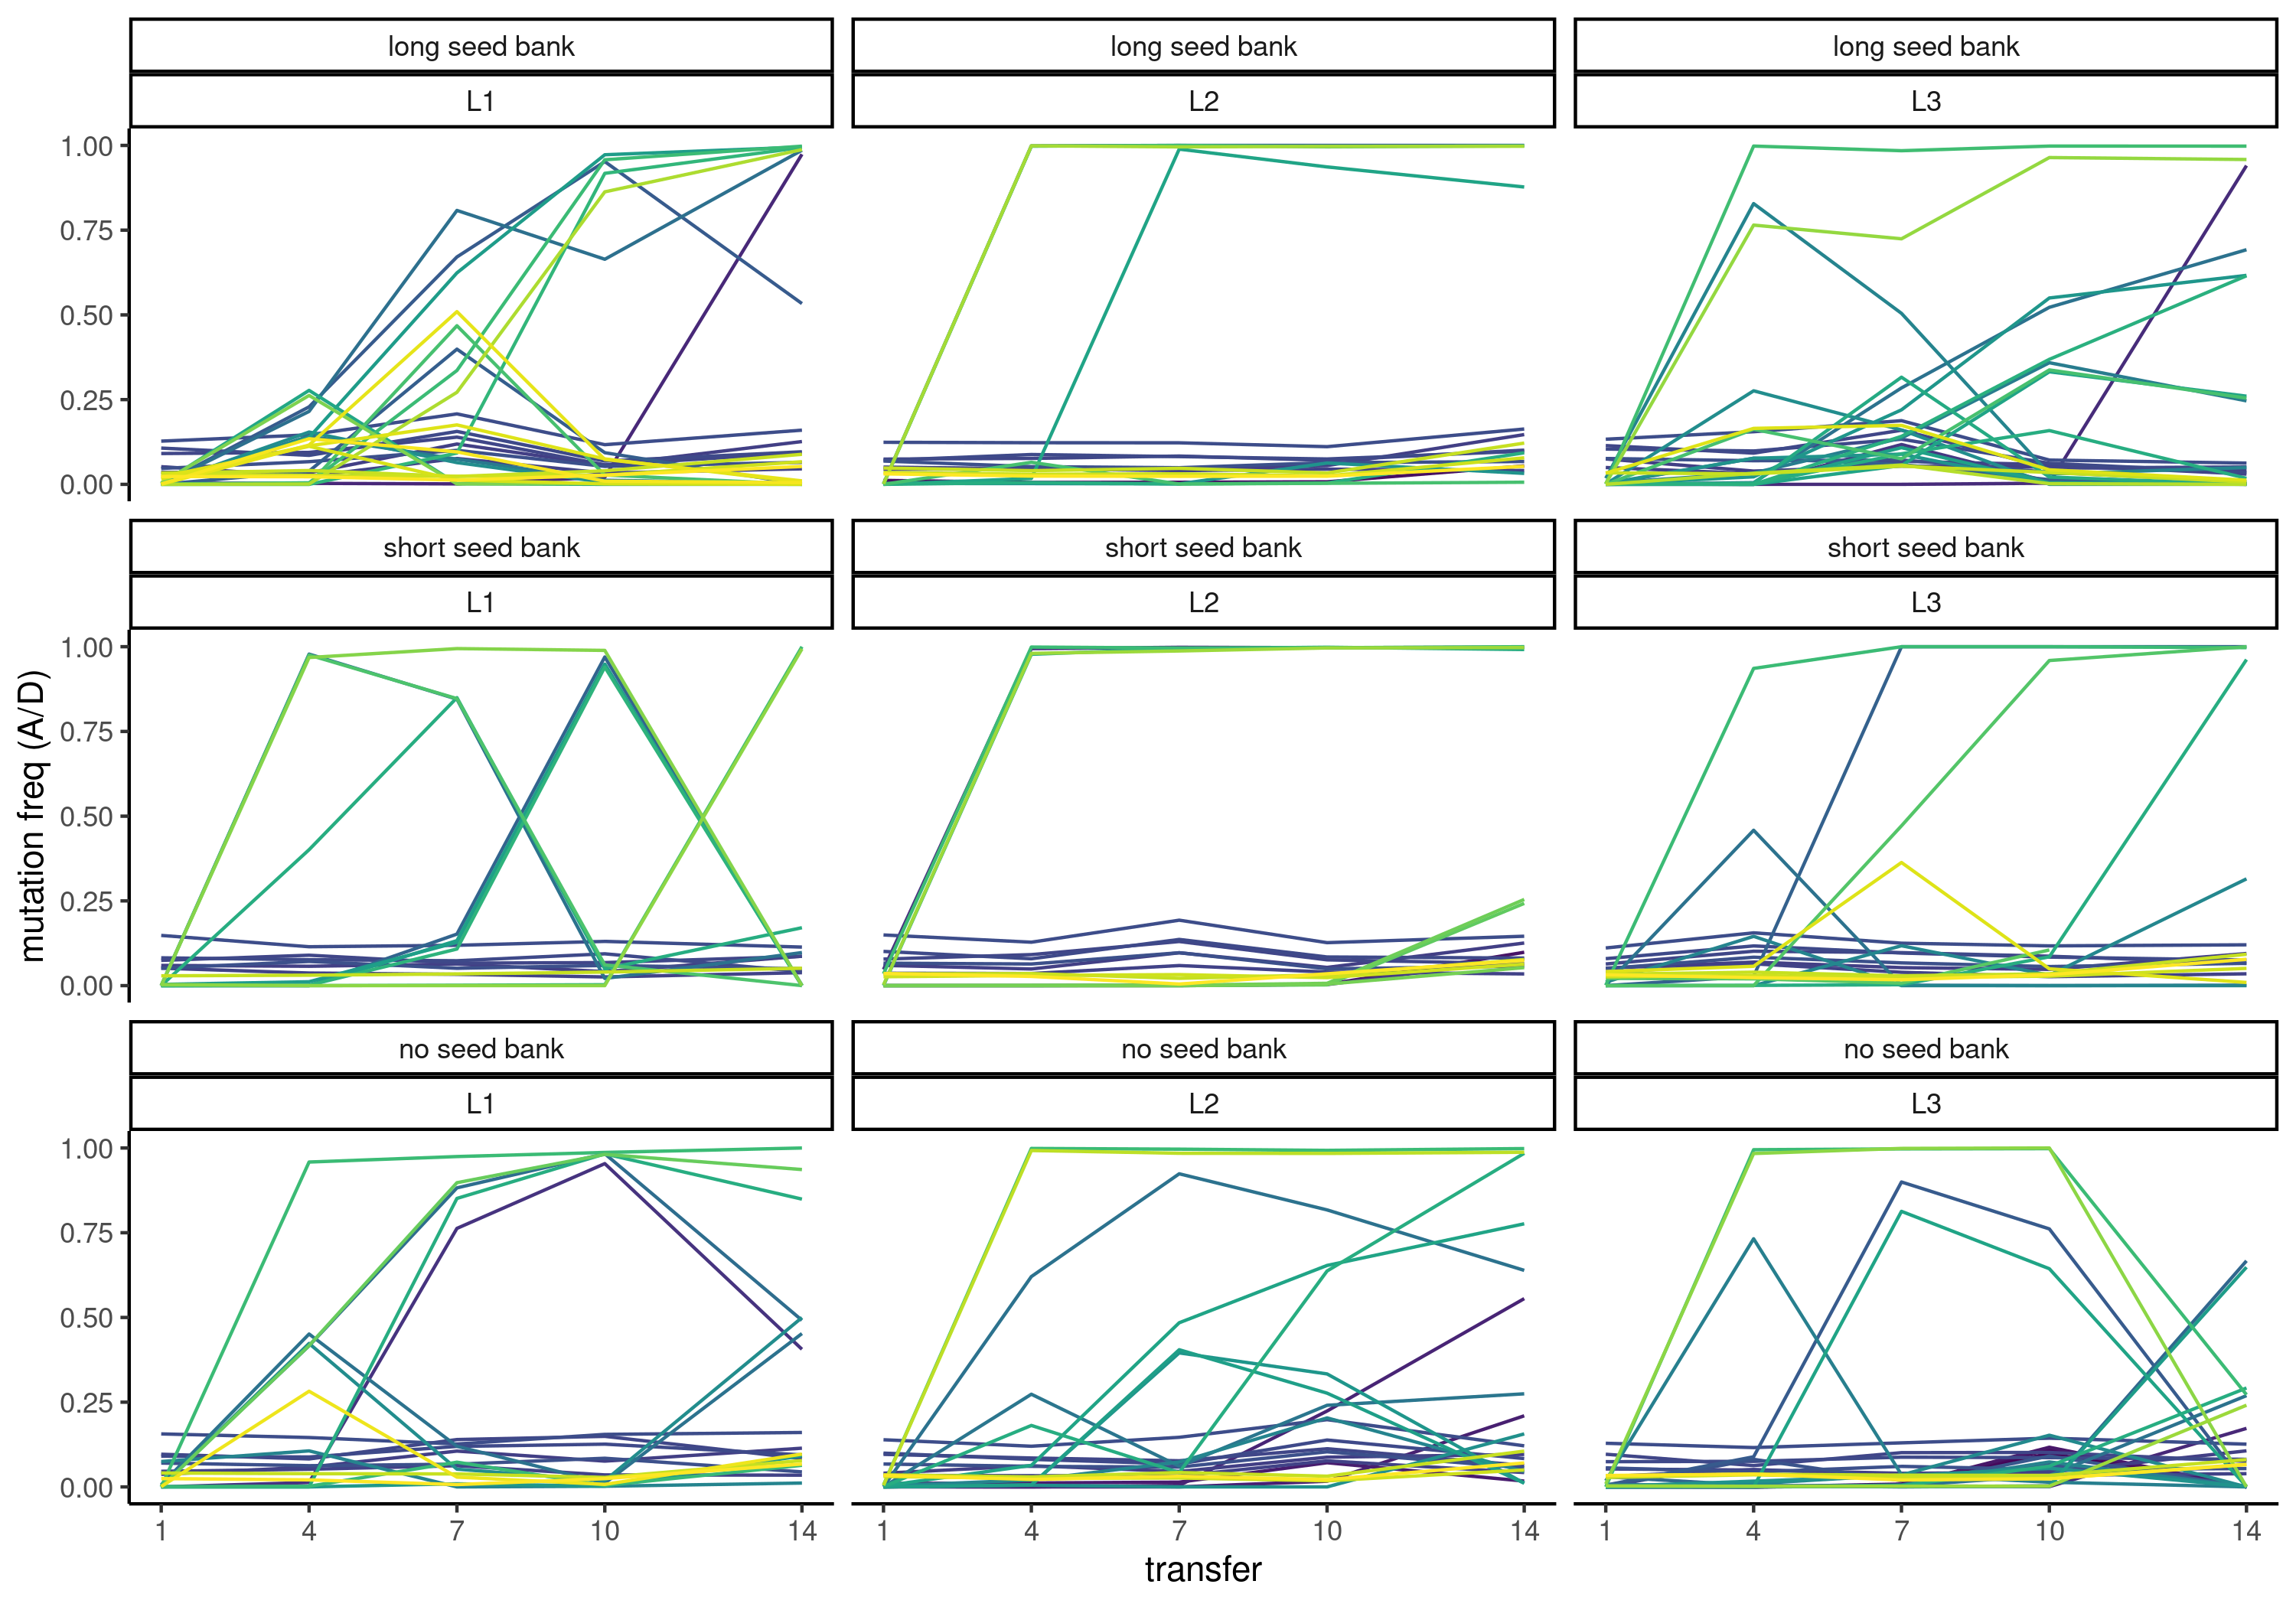 long seed bank
long seed bank
long seed bank
L1
L2
L3
1.00
0.75
0.50
0.25
0.00
short seed bank
short seed bank
short seed bank
L1
L2
L3
mutation freq (A/D)
1.00
0.75
0.50
0.25
0.00
no seed bank
no seed bank
no seed bank
L1
L2
L3
1.00
0.75
0.50
0.25
0.00
1 4 7 10 14
1 4 7 10 14
1 4 7 10 14
transfer